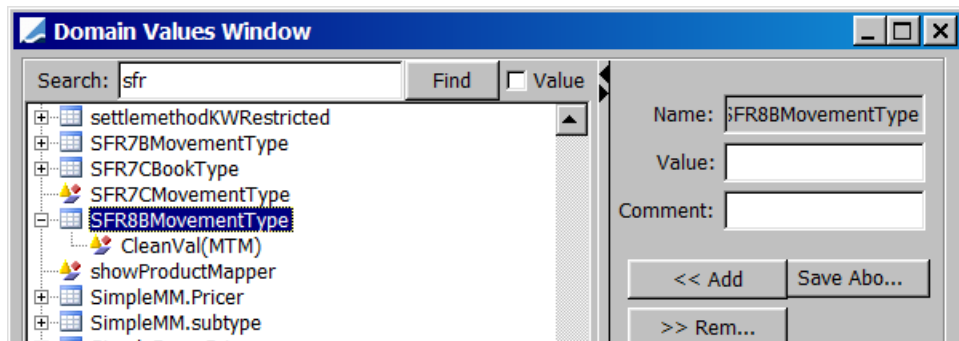 Domain Values Window
Search: sfr Find Value
settlemethodKWRestricted
SFR7BMovementType
SFR7CBookType
SFR7CMovementType
SFR8BMovementType
CleanVal(MTM)
showProductMapper
SimpleMM.Pricer
SimpleMM.subtype
Name: SFR8BMovementType
Value:
Comment:
<< Add Save Abo...
>> Rem...